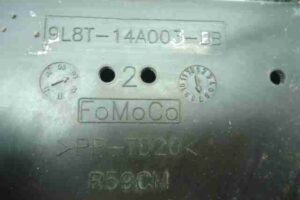 9L8T-14A003-BB
2
FoMoCo
>PP-TD20<
R59CM